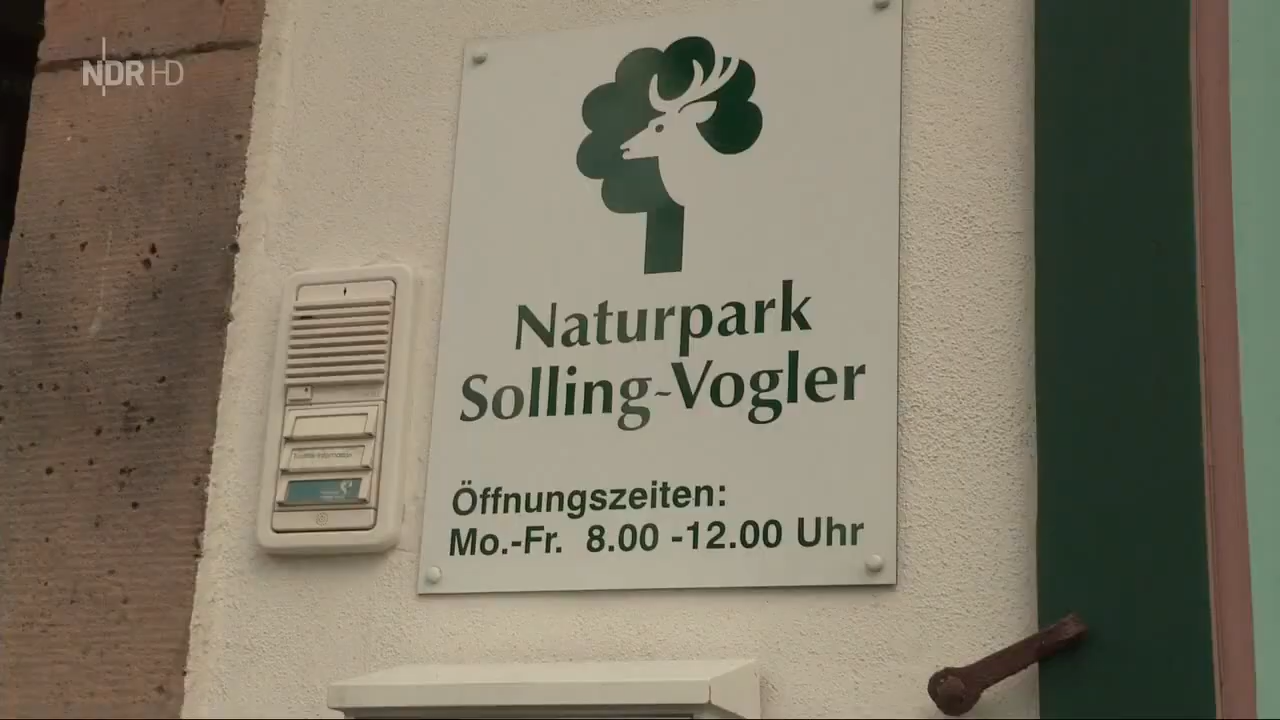 NDR HD
Naturpark
Solling-Vogler
Öffnungszeiten:
Mo.-Fr. 8.00 -12.00 Uhr